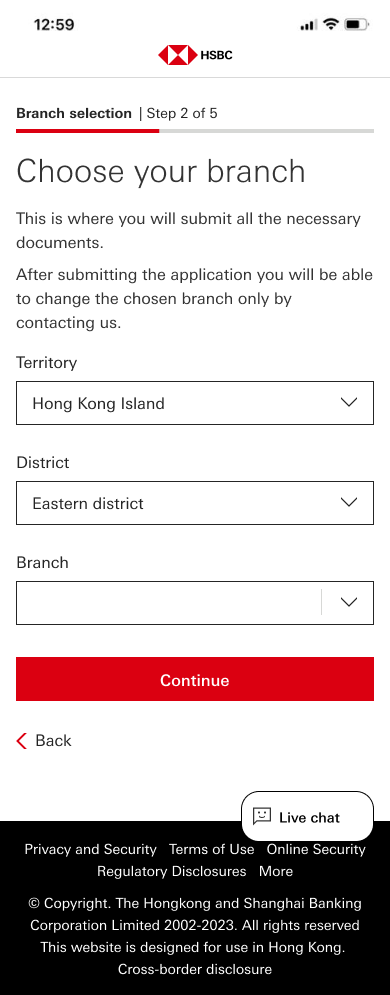 12:59
HSBC
Branch selection | Step 2 of 5
Choose your branch
This is where you will submit all the necessary
documents.
After submitting the application you will be able
to change the chosen branch only by
contacting us.
Territory
Hong Kong Island
District
Eastern district
Branch
Continue
Back
Live chat
Privacy and Security Terms of Use Online Security
Regulatory Disclosures More
© Copyright. The Hongkong and Shanghai Banking
Corporation Limited 2002-2023. All rights reserved
This website is designed for use in Hong Kong.
Cross-border disclosure